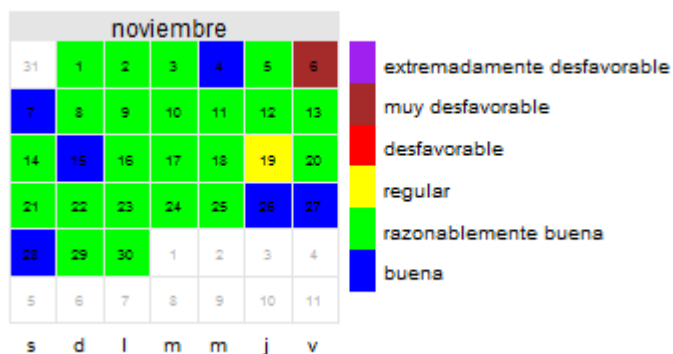 noviembre
31 1 2 3 4 5 6
7 8 9 10 11 12 13
14 15 16 17 18 19 20
21 22 23 24 25 26 27
28 29 30 1 2 3 4
5 6 7 8 9 10 11
s d l m m j v
extremadamente desfavorable
muy desfavorable
desfavorable
regular
razonablemente buena
buena